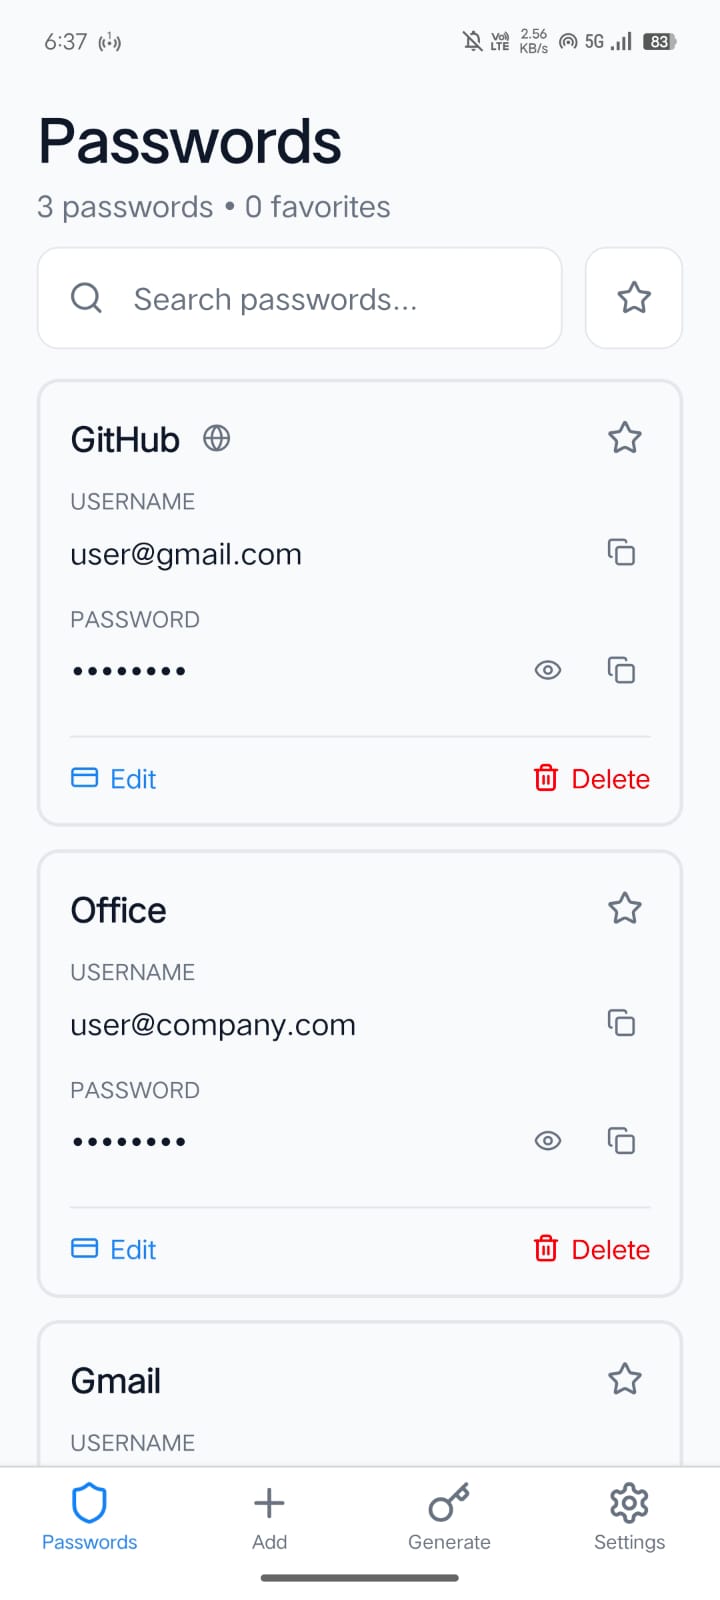 6:37
Vo) LTE 2.56 KB/s 5G 83
Passwords
3 passwords • 0 favorites
Search passwords...
GitHub
USERNAME
user@gmail.com
PASSWORD
••••••••
Edit Delete
Office
USERNAME
user@company.com
PASSWORD
••••••••
Edit Delete
Gmail
USERNAME
Passwords Add Generate Settings